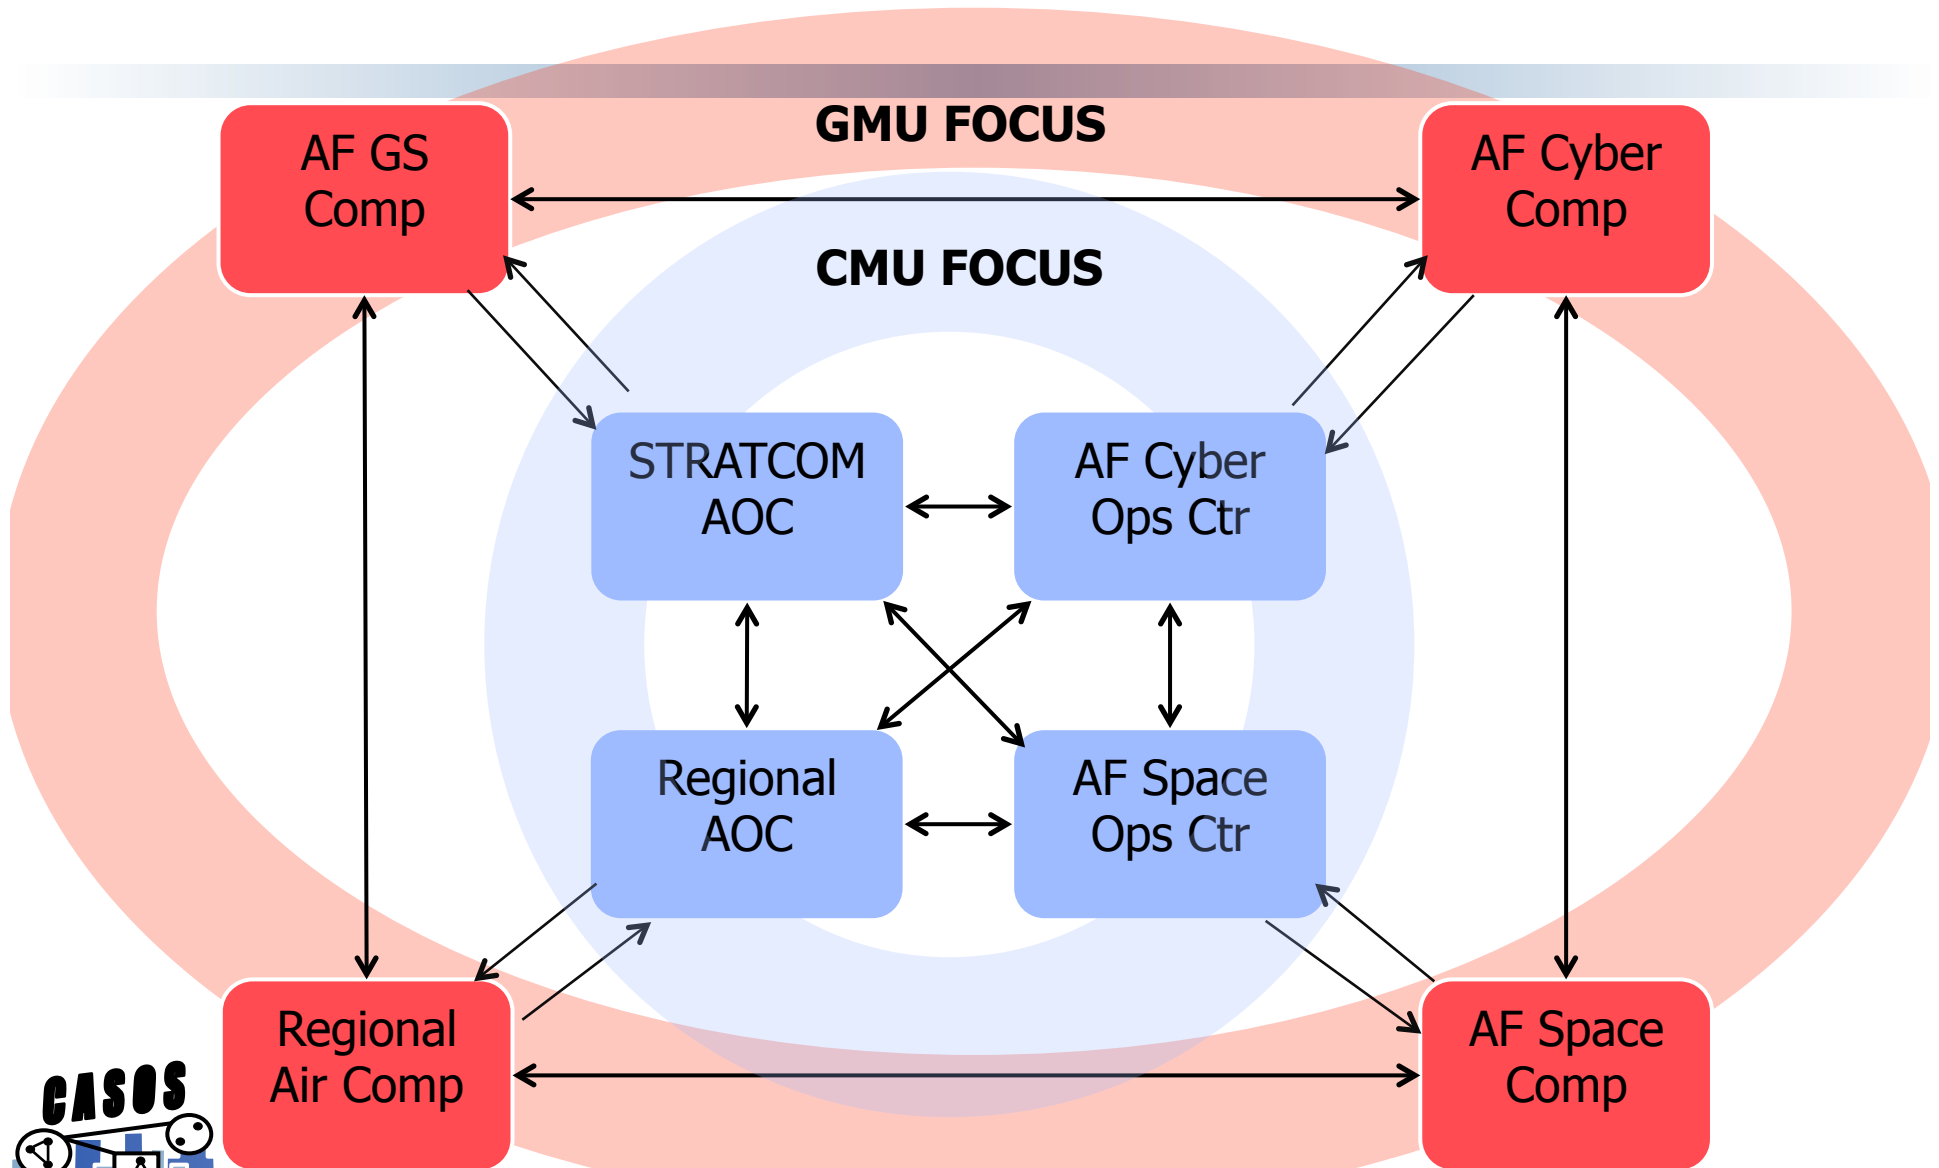 GMU FOCUS
AF GS
Comp
AF Cyber
Comp
CMU FOCUS
STRATCOM
AOC
AF Cyber
Ops Ctr
Regional
AOC
AF Space
Ops Ctr
Regional
Air Comp
AF Space
Comp
CASOS